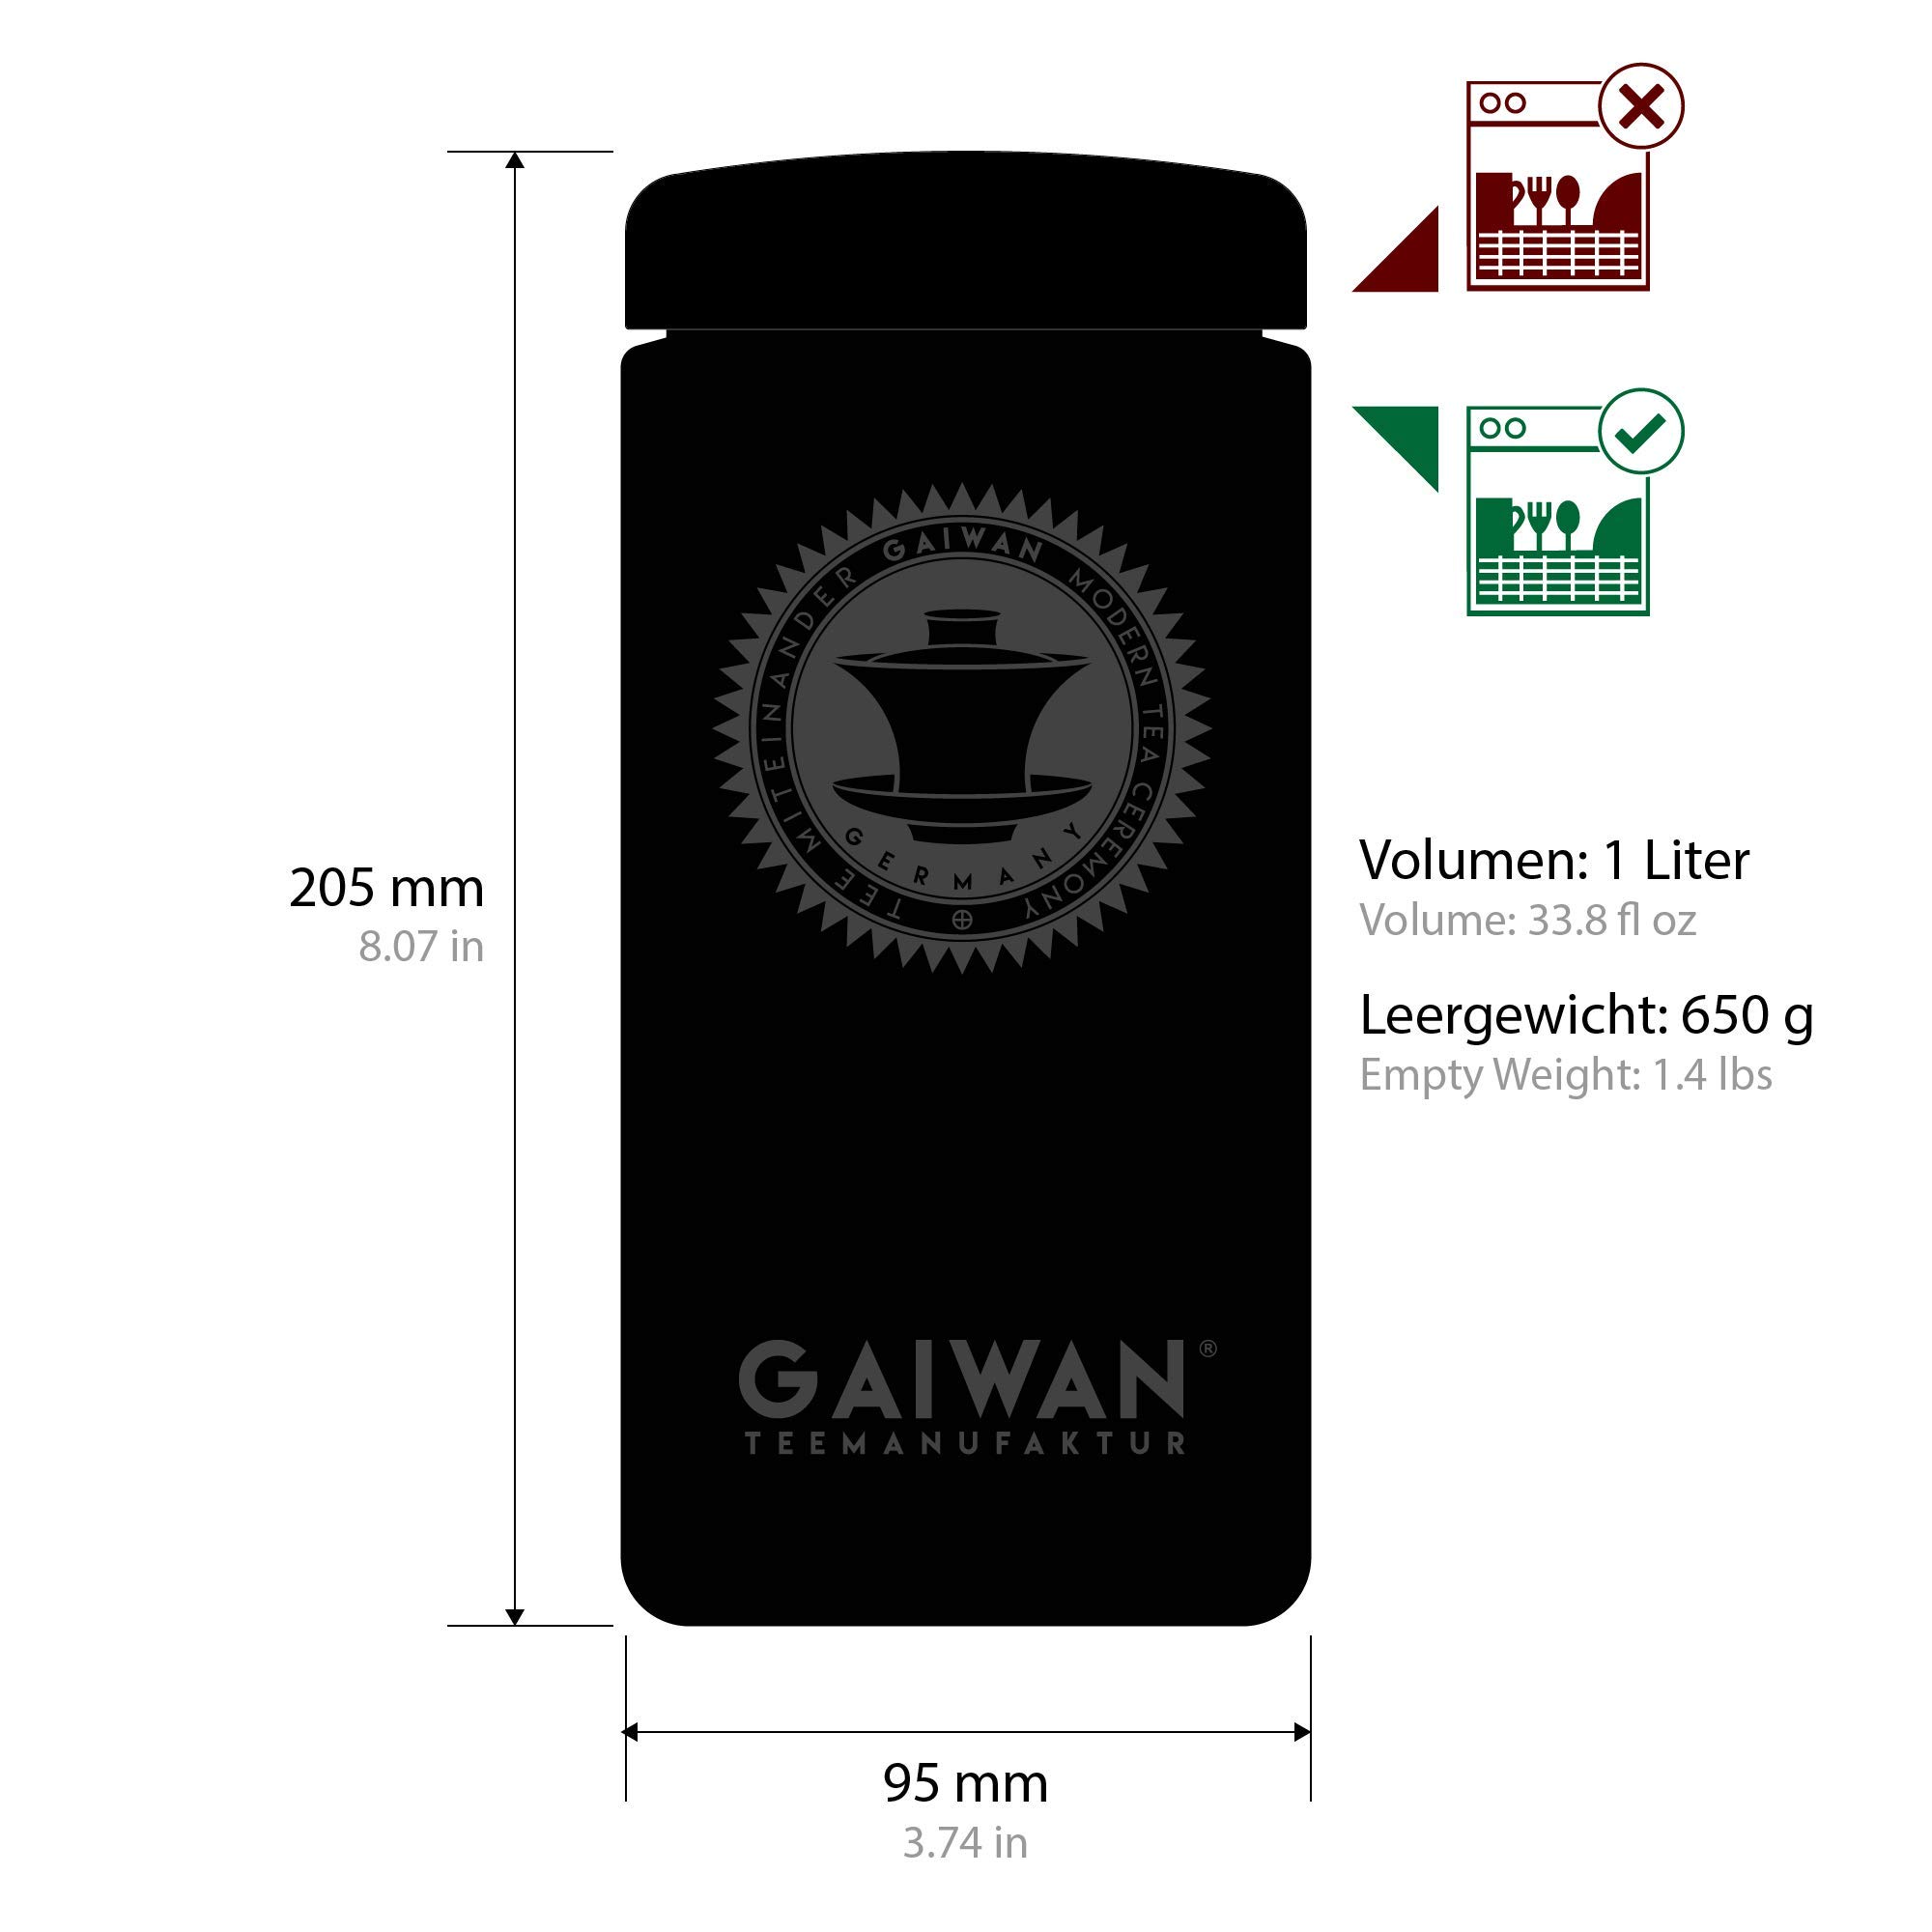 GAIWAN MODERN TEA CEREMONY ⊕ TEE MITEINANDER
GERMANY
205 mm
8.07 in
Volumen: 1 Liter
Volume: 33.8 fl oz
Leergewicht: 650 g
Empty Weight: 1.4 lbs
GAIWAN®
TEEMANUFAKTUR
95 mm
3.74 in